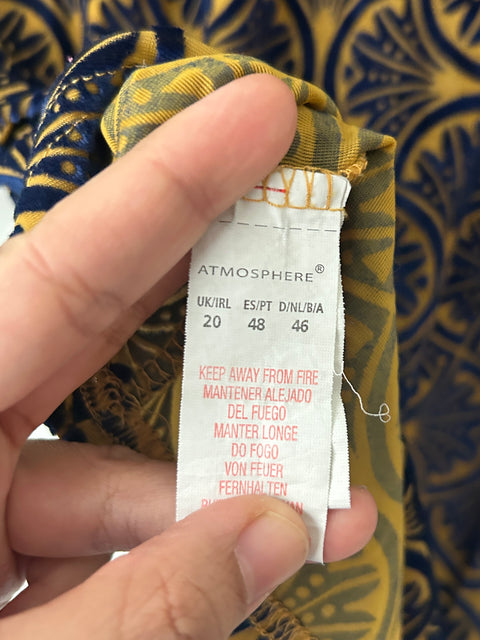 ATMOSPHERE®
UK/IRL ES/PT D/NL/B/A
20 48 46
KEEP AWAY FROM FIRE
MANTENER ALEJADO
DEL FUEGO
MANTER LONGE
DO FOGO
VON FEUER
FERNHALTEN